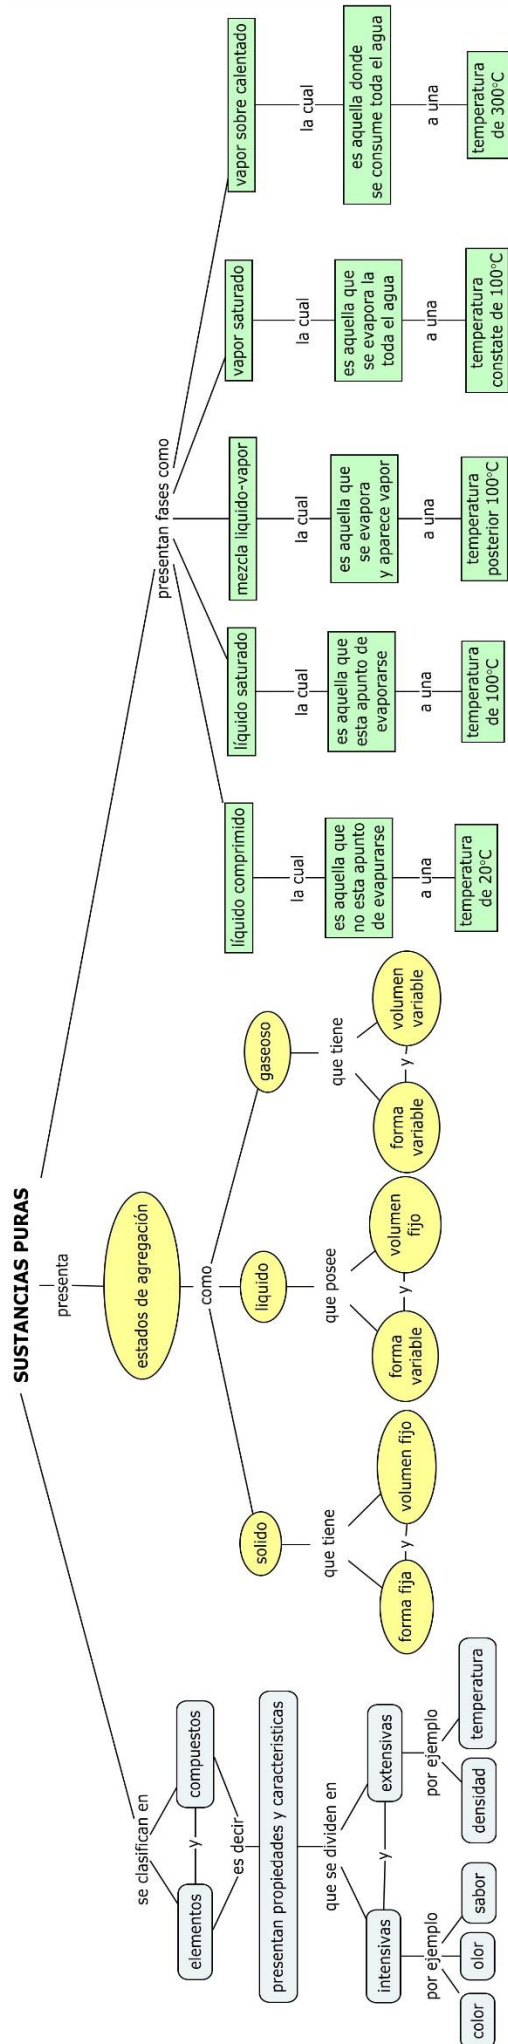 SUSTANCIAS PURAS
se clasifican en
elementos
y
compuestos
es decir
presentan propiedades y caracteristicas
que se dividen en
intensivas
y
extensivas
por ejemplo
color
olor
sabor
por ejemplo
densidad
temperatura
presenta
estados de agregación
como
solido
que tiene
forma fija
y
volumen fijo
liquido
que posee
forma
variable
y
volumen
fijo
gaseoso
que tiene
forma
variable
y
volumen
variable
presentan fases como
líquido comprimido
la cual
es aquella que
no esta apunto
de evapurarse
a una
temperatura
de 20°C
líquido saturado
la cual
es aquella que
esta apunto de
evaporarse
a una
temperatura
de 100°C
mezcla liquido-vapor
la cual
es aquella que
se evapora
y aparece vapor
a una
temperatura
posterior 100°C
vapor saturado
la cual
es aquella que
se evapora la
toda el agua
a una
temperatura
constate de 100°C
vapor sobre calentado
la cual
es aquella donde
se consume toda el agua
a una
temperatura
de 300°C